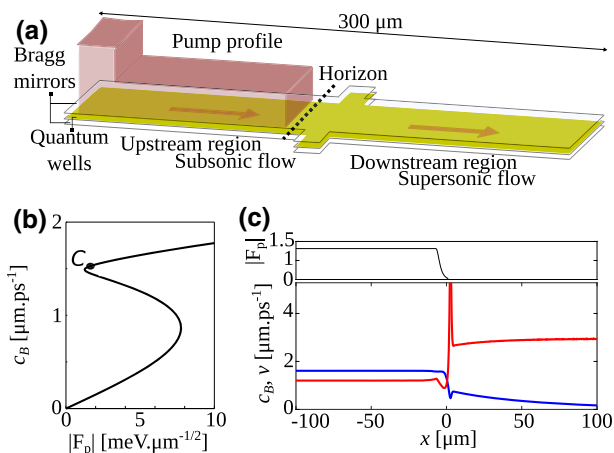 (a)
300 μm
Pump profile
Bragg
mirrors
Horizon
Quantum
wells
Upstream region
Subsonic flow
Downstream region
Supersonic flow
(b)
2
1
0
C
c_B [μm.ps⁻¹]
0 5 10
|F_p| [meV.μm^{-1/2}]
(c)
1.5
1
0
|F_p|
4
2
0
c_B, v [μm.ps⁻¹]
-100 -50 0 50 100
x [μm]